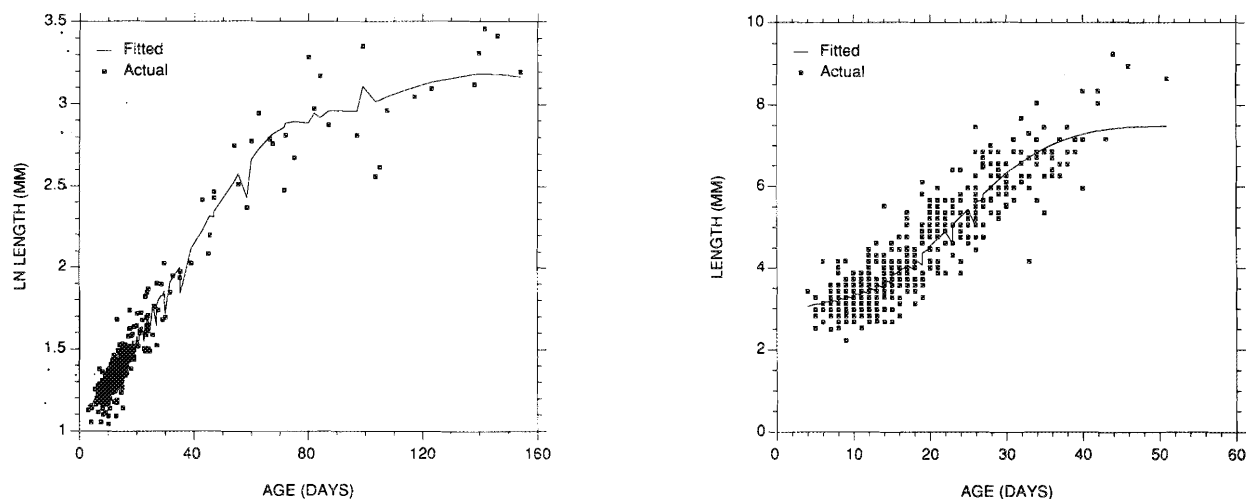 3.5
Fitted
Actual
3
2.5
2
1.5
1
LN LENGTH (MM)
0 40 80 120 160
AGE (DAYS)
10
Fitted
Actual
8
6
4
2
0
LENGTH (MM)
0 10 20 30 40 50 60
AGE (DAYS)